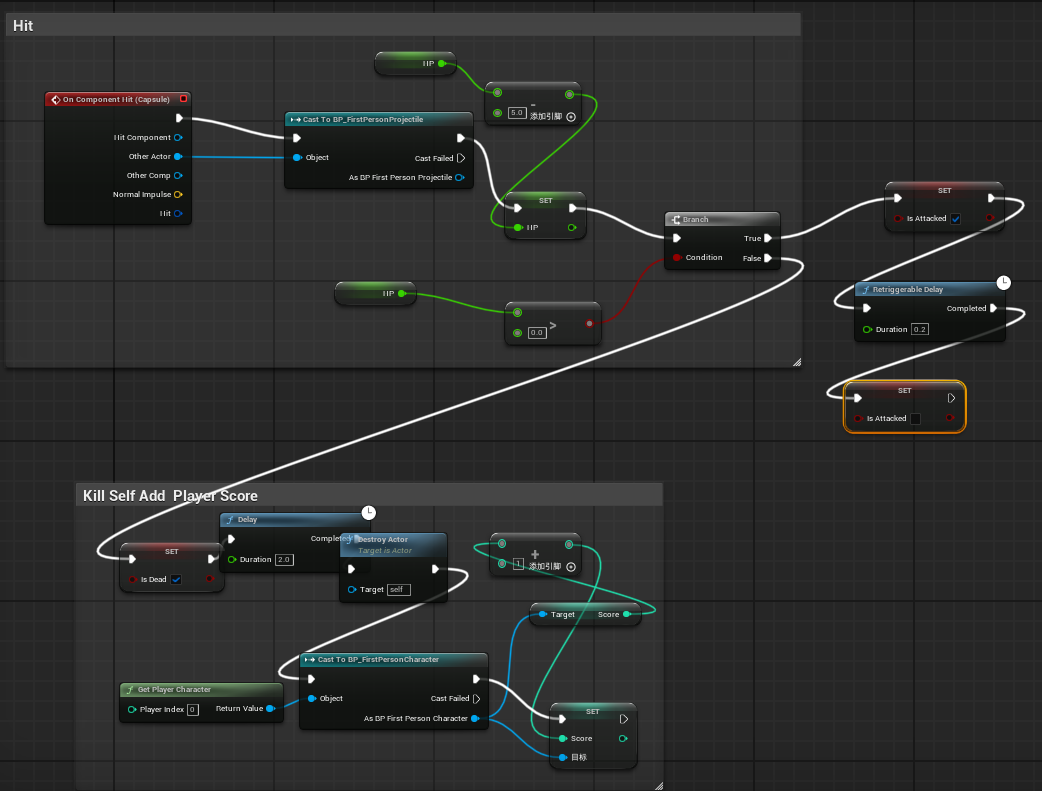 Hit
HP
On Component Hit (Capsule)
-
5.0 添加引脚
Cast To BP_FirstPersonProjectile
Hit Component
Other Actor
Object
Cast Failed
Other Comp
As BP First Person Projectile
Normal Impulse
Hit
SET
HP
SET
Is Attacked
Branch
True
Condition
False
HP
>
0.0
Retriggerable Delay
Completed
Duration 0.2
SET
Is Attacked
Kill Self Add Player Score
Delay
Completed
Duration 2.0
SET
Is Dead
Destroy Actor
Target is Actor
Target self
+
1 添加引脚
Target Score
Cast To BP_FirstPersonCharacter
Object
Cast Failed
As BP First Person Character
Get Player Character
Player Index 0
Return Value
SET
Score
目标